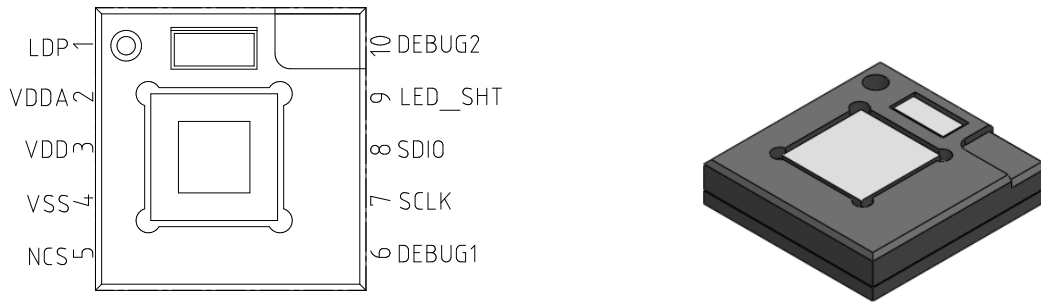 LDP 1
VDDA 2
VDD 3
VSS 4
NCS 5
10 DEBUG2
9 LED_SHT
8 SDIO
7 SCLK
6 DEBUG1